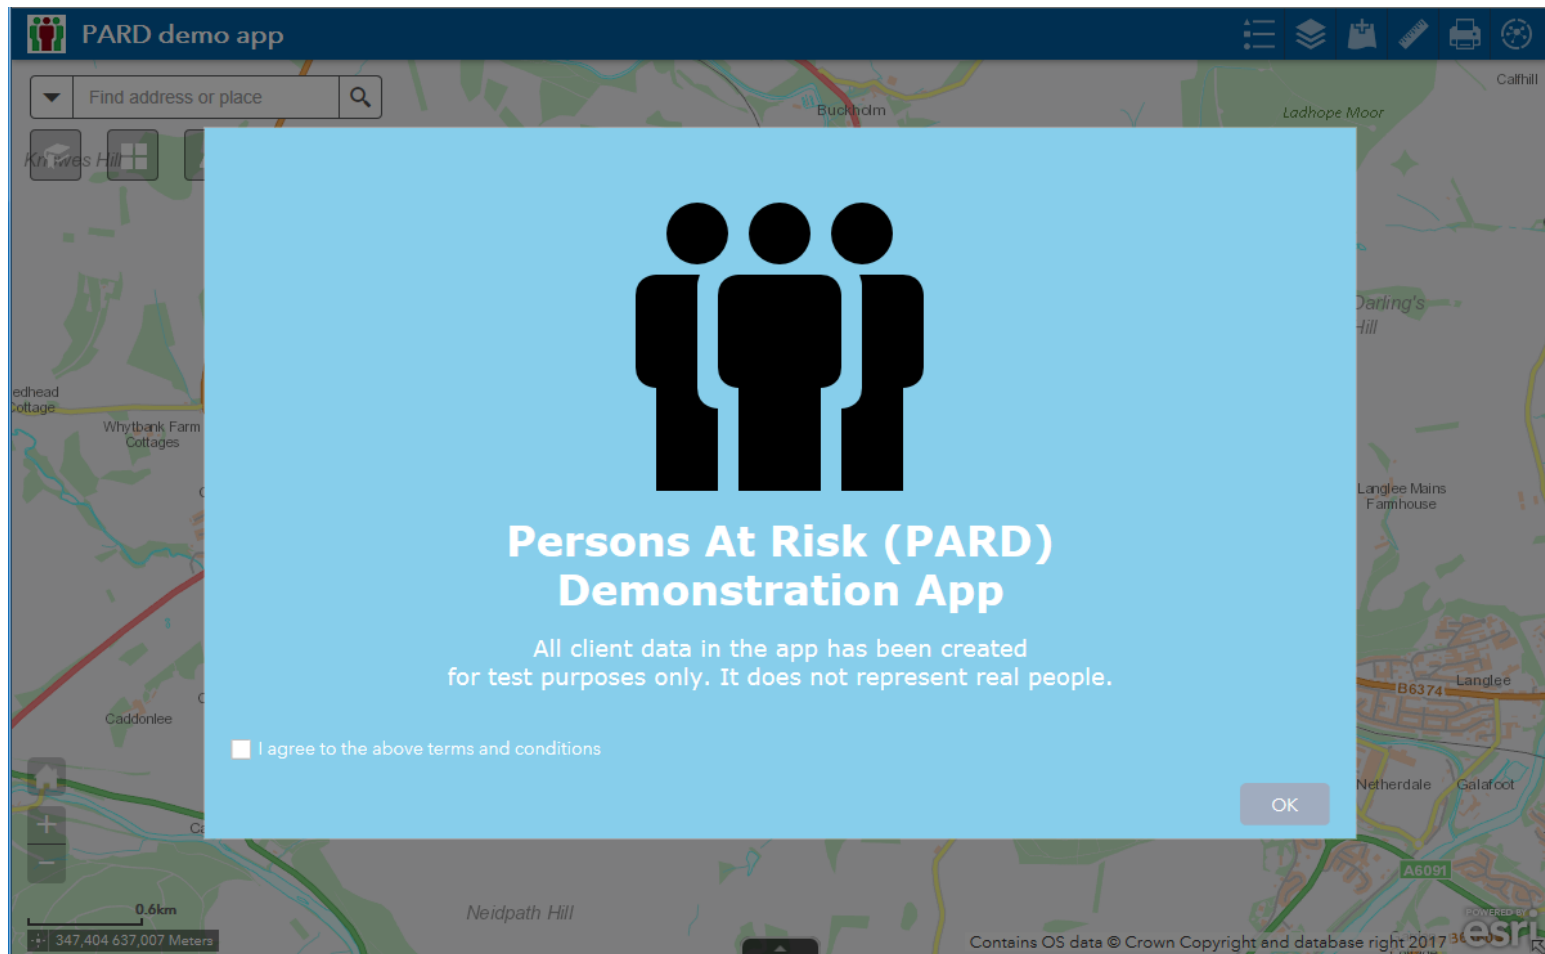 PARD demo app
Find address or place
Calfhill
Buckholm
Ladhope Moor
Knowes Hill
Darling's
Hill
Cottage
Whytbank Farm
Cottages
Langlee Mains
Farmhouse
Persons At Risk (PARD)
Demonstration App
All client data in the app has been created
for test purposes only. It does not represent real people.
B6374
Langlee
Caddonlee
I agree to the above terms and conditions
Netherdale
Galafoot
OK
A6091
0.6km
Neidpath Hill
347,404 637,007 Meters
Contains OS data © Crown Copyright and database right 2017
POWERED BY
esri